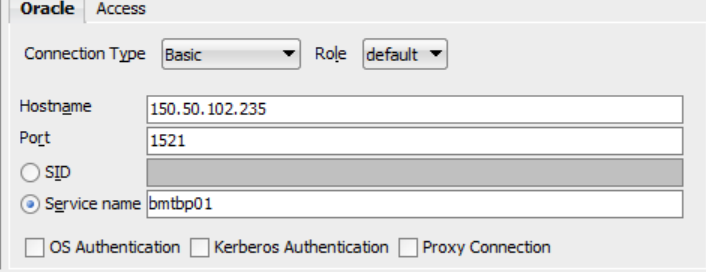 Oracle Access
Connection Type Basic Role default
Hostname 150.50.102.235
Port 1521
SID
Service name bmtbp01
OS Authentication Kerberos Authentication Proxy Connection